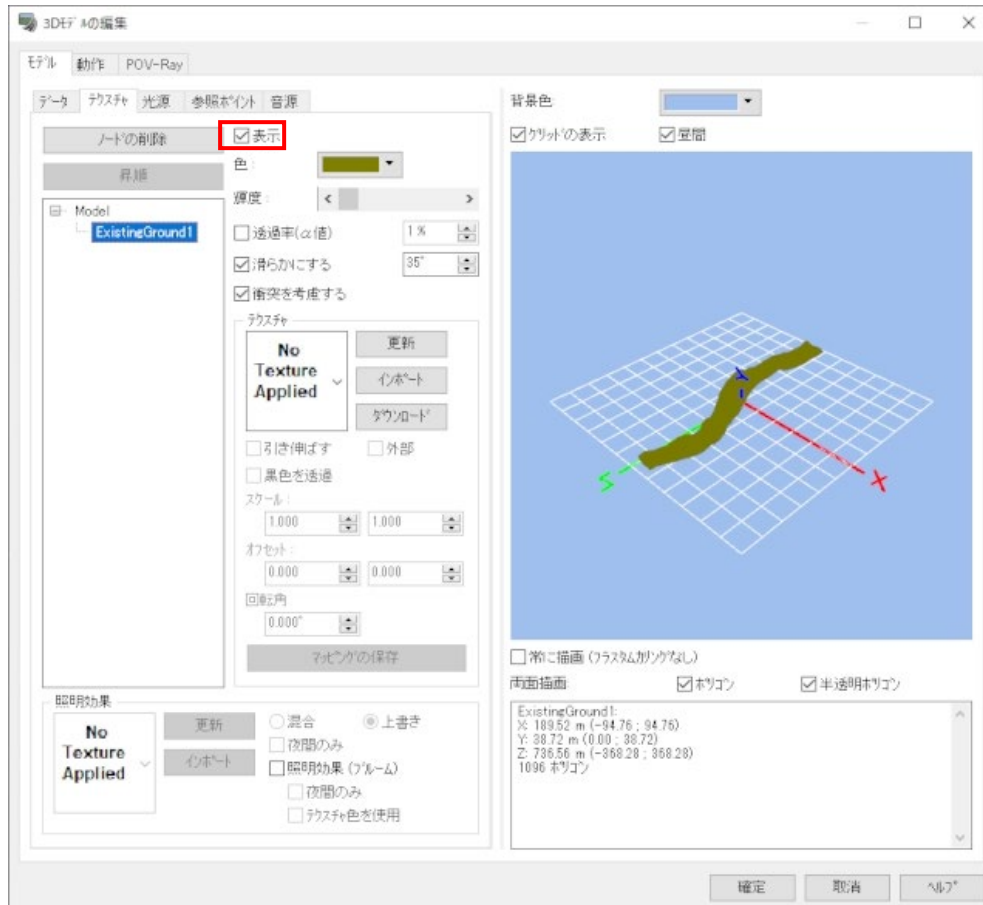 3Dモデルの編集
モデル 動作 POV-Ray
データ テクスチャ 光源 参照ポイント 音源
ノードの削除
昇順
Model
ExistingGround1
表示
色:
輝度:
透過率(α値) 1 %
滑らかにする 35°
衝突を考慮する
テクスチャ
No
Texture
Applied
更新
インポート
ダウンロード
引き伸ばす 外部
黒色を透過
スケール:
1.000 1.000
オフセット:
0.000 0.000
回転角
0.000°
マッピングの保存
照明効果
No
Texture
Applied
更新
インポート
混合 上書き
夜間のみ
照明効果 (ブルーム)
夜間のみ
テクスチャ色を使用
背景色:
グリッドの表示 昼間
Y
X
S
常に描画 (フラスタムカリングなし)
両面描画: ポリゴン 半透明ポリゴン
ExistingGround1:
X: 189.52 m (-94.76 ; 94.76)
Y: 38.72 m (0.00 ; 38.72)
Z: 736.56 m (-368.28 ; 368.28)
1096 ポリゴン
確定 取消 ヘルプ